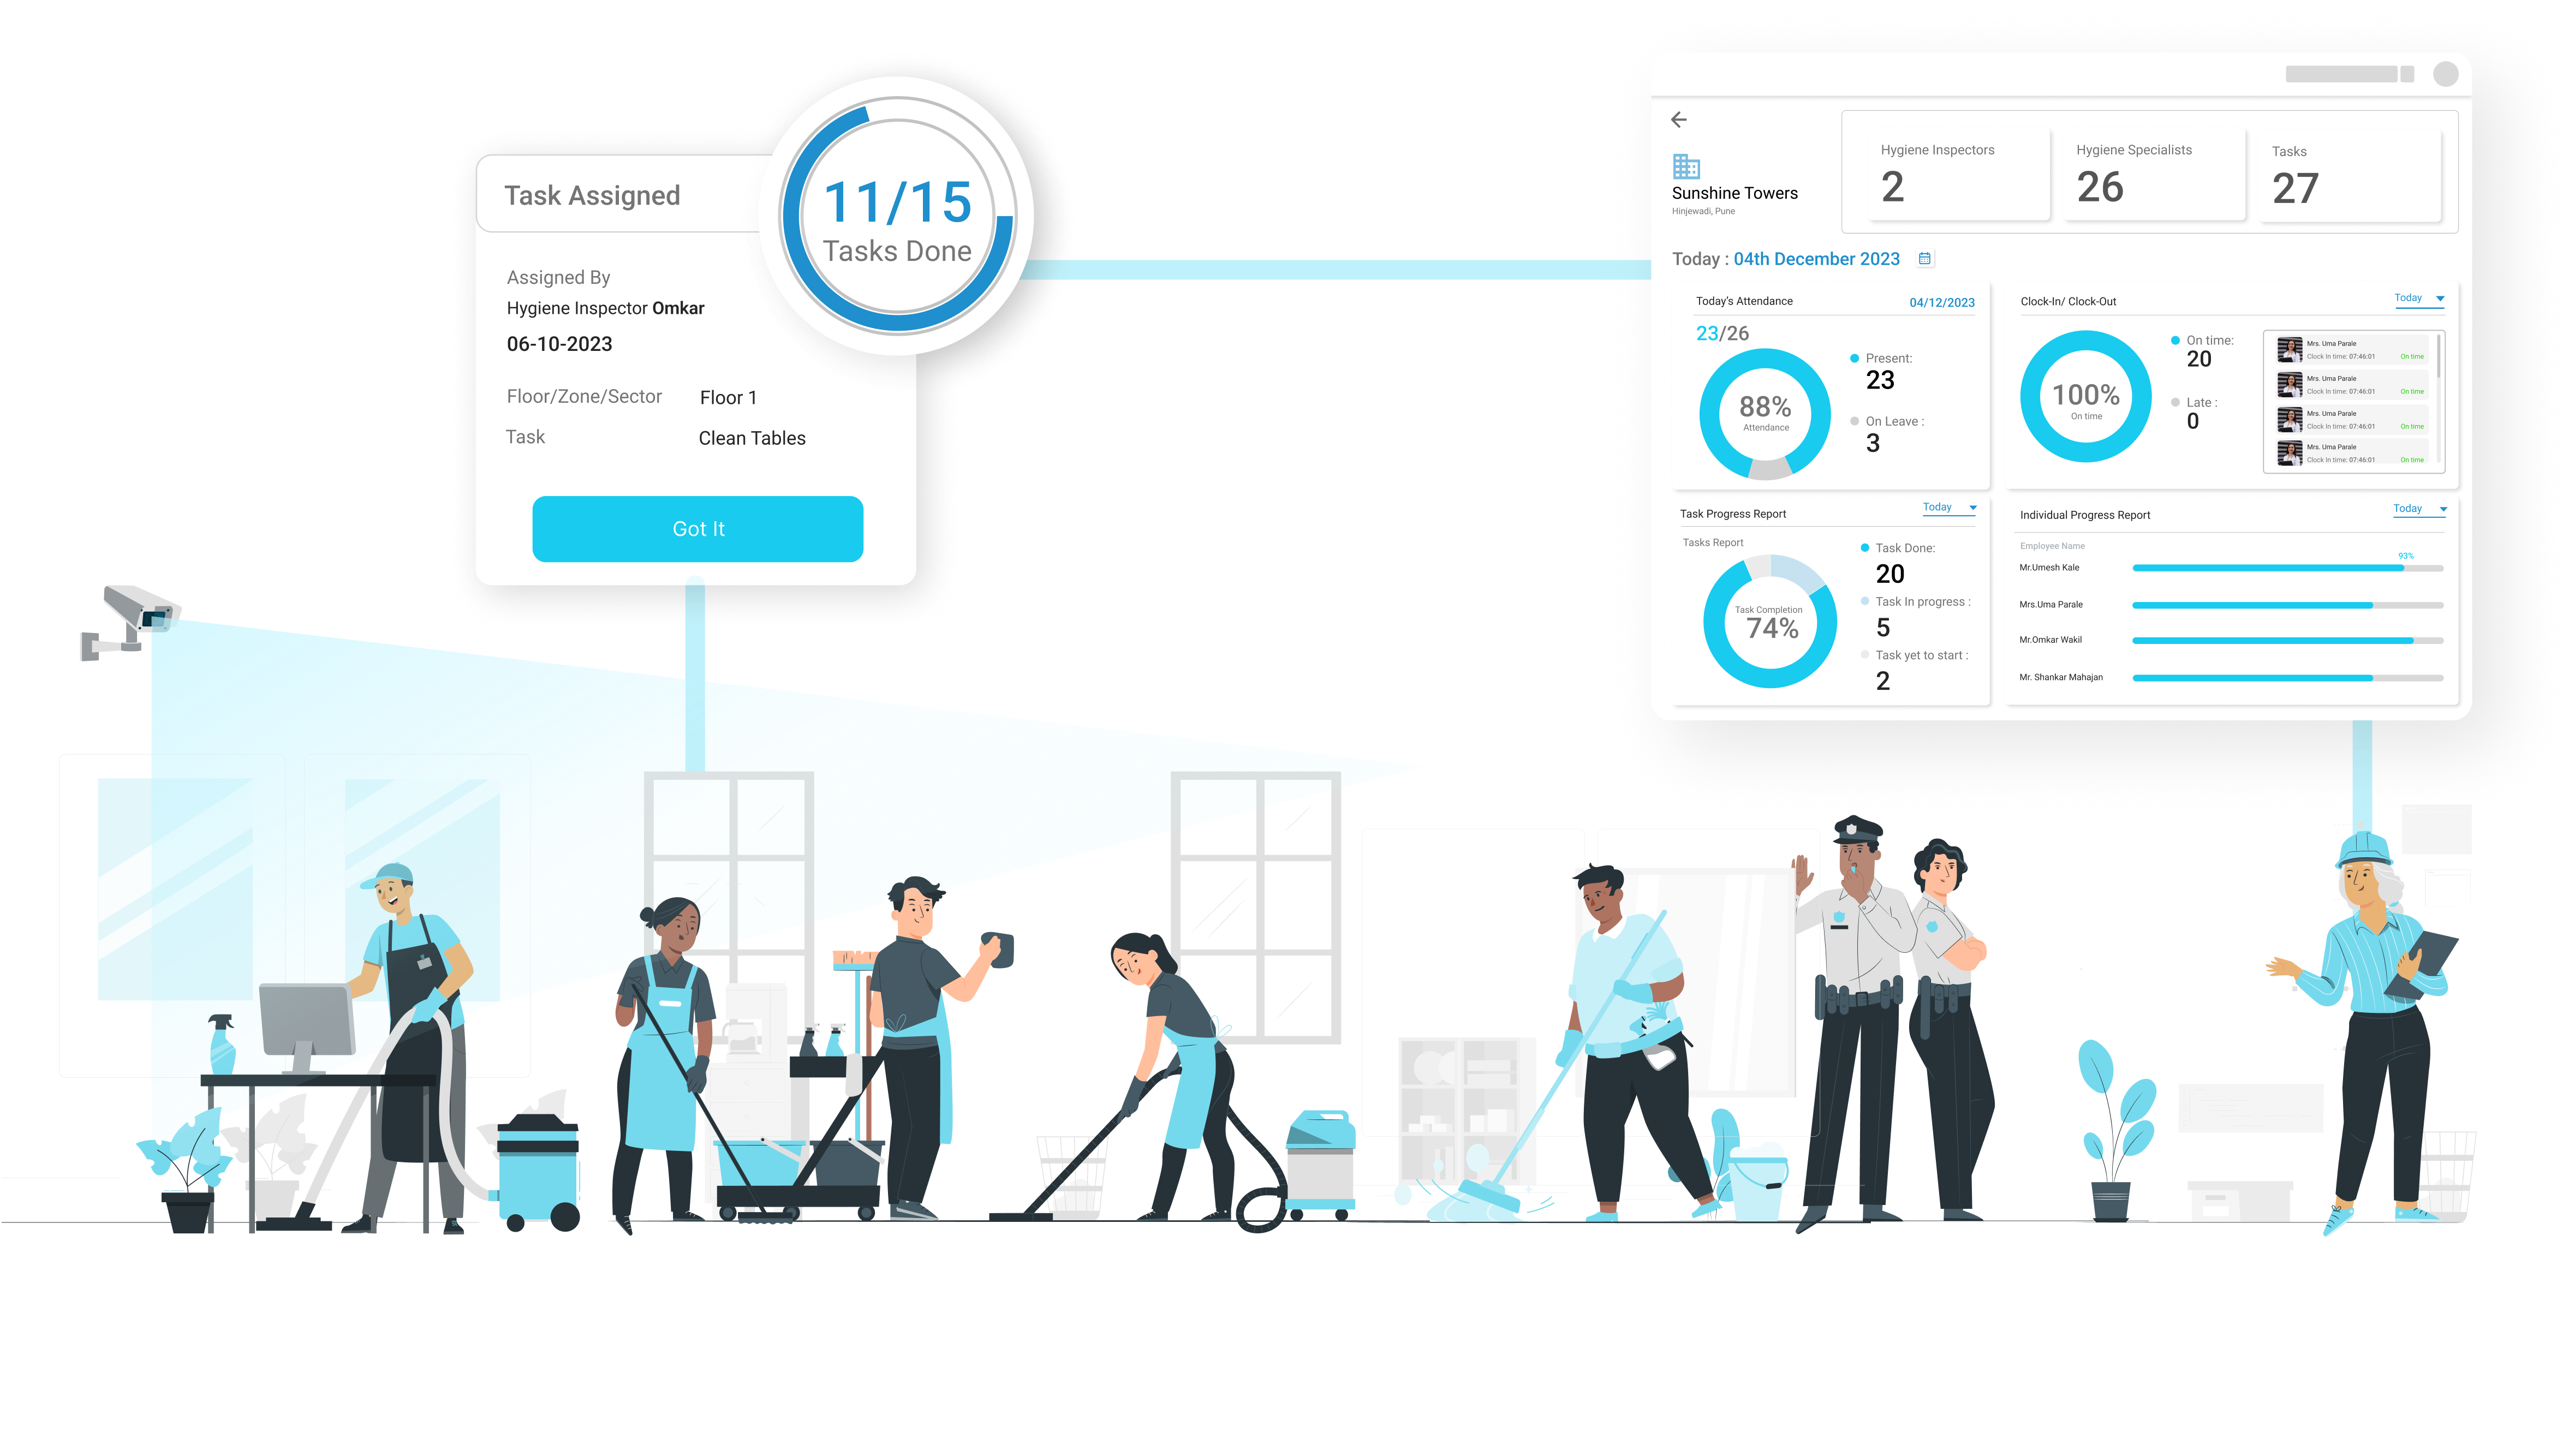 Task Assigned
11/15
Tasks Done
Assigned By
Hygiene Inspector Omkar
06-10-2023
Floor/Zone/Sector Floor 1
Task Clean Tables
Got It
Sunshine Towers
Hinjewadi, Pune
Hygiene Inspectors
2
Hygiene Specialists
26
Tasks
27
Today : 04th December 2023
Today's Attendance 04/12/2023
23/26
88%
Attendance
Present:
23
On Leave :
3
Clock-In/ Clock-Out Today
100%
On time
On time:
20
Late :
0
Mrs. Uma Parale
Clock In time: 07:46:01 On time
Mrs. Uma Parale
Clock In time: 07:46:01 On time
Mrs. Uma Parale
Clock In time: 07:46:01 On time
Mrs. Uma Parale
Clock In time: 07:46:01 On time
Task Progress Report Today
Tasks Report
Task Completion
74%
Task Done:
20
Task In progress :
5
Task yet to start :
2
Individual Progress Report Today
Employee Name
93%
Mr.Umesh Kale
Mrs.Uma Parale
Mr.Omkar Wakil
Mr. Shankar Mahajan